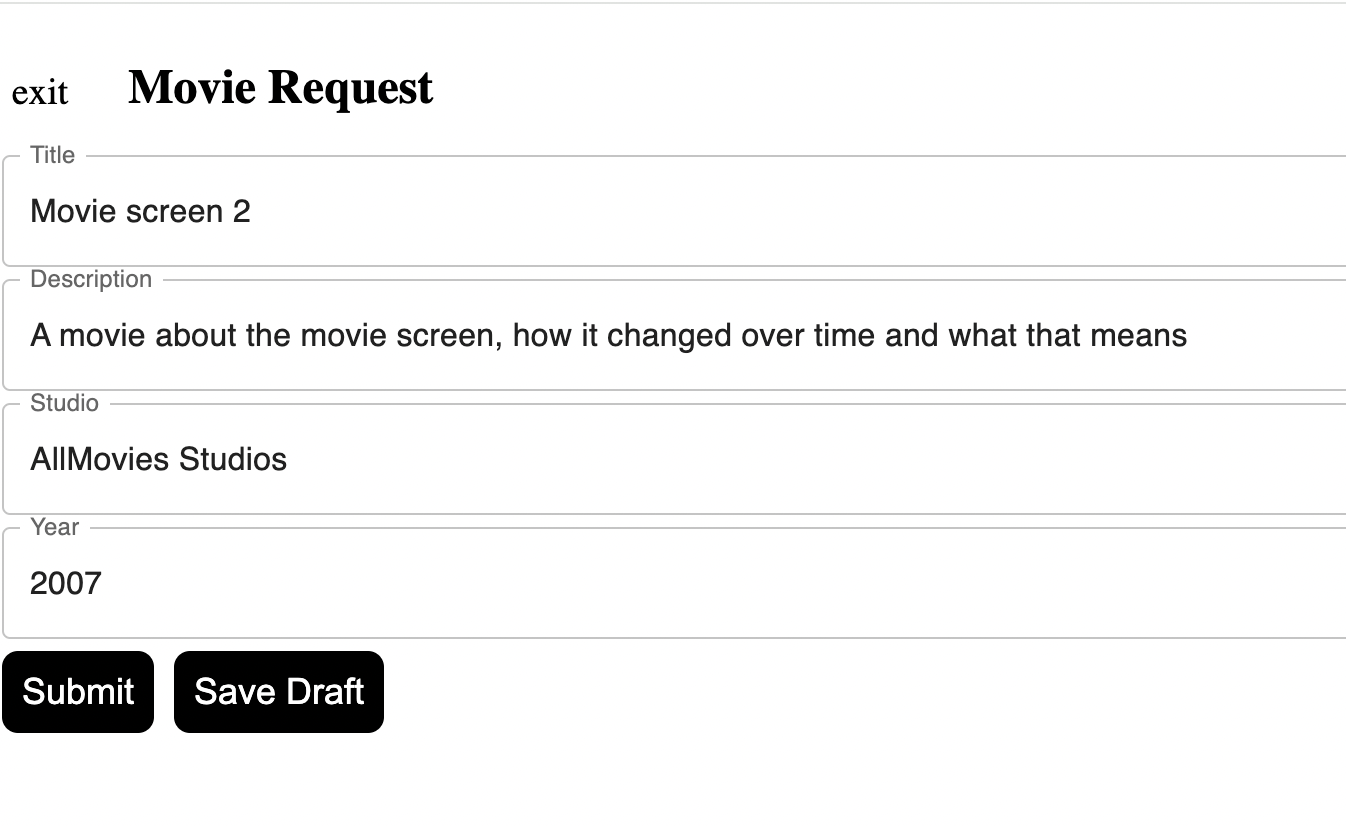 exit Movie Request
Title
Movie screen 2
Description
A movie about the movie screen, how it changed over time and what that means
Studio
AllMovies Studios
Year
2007
Submit Save Draft